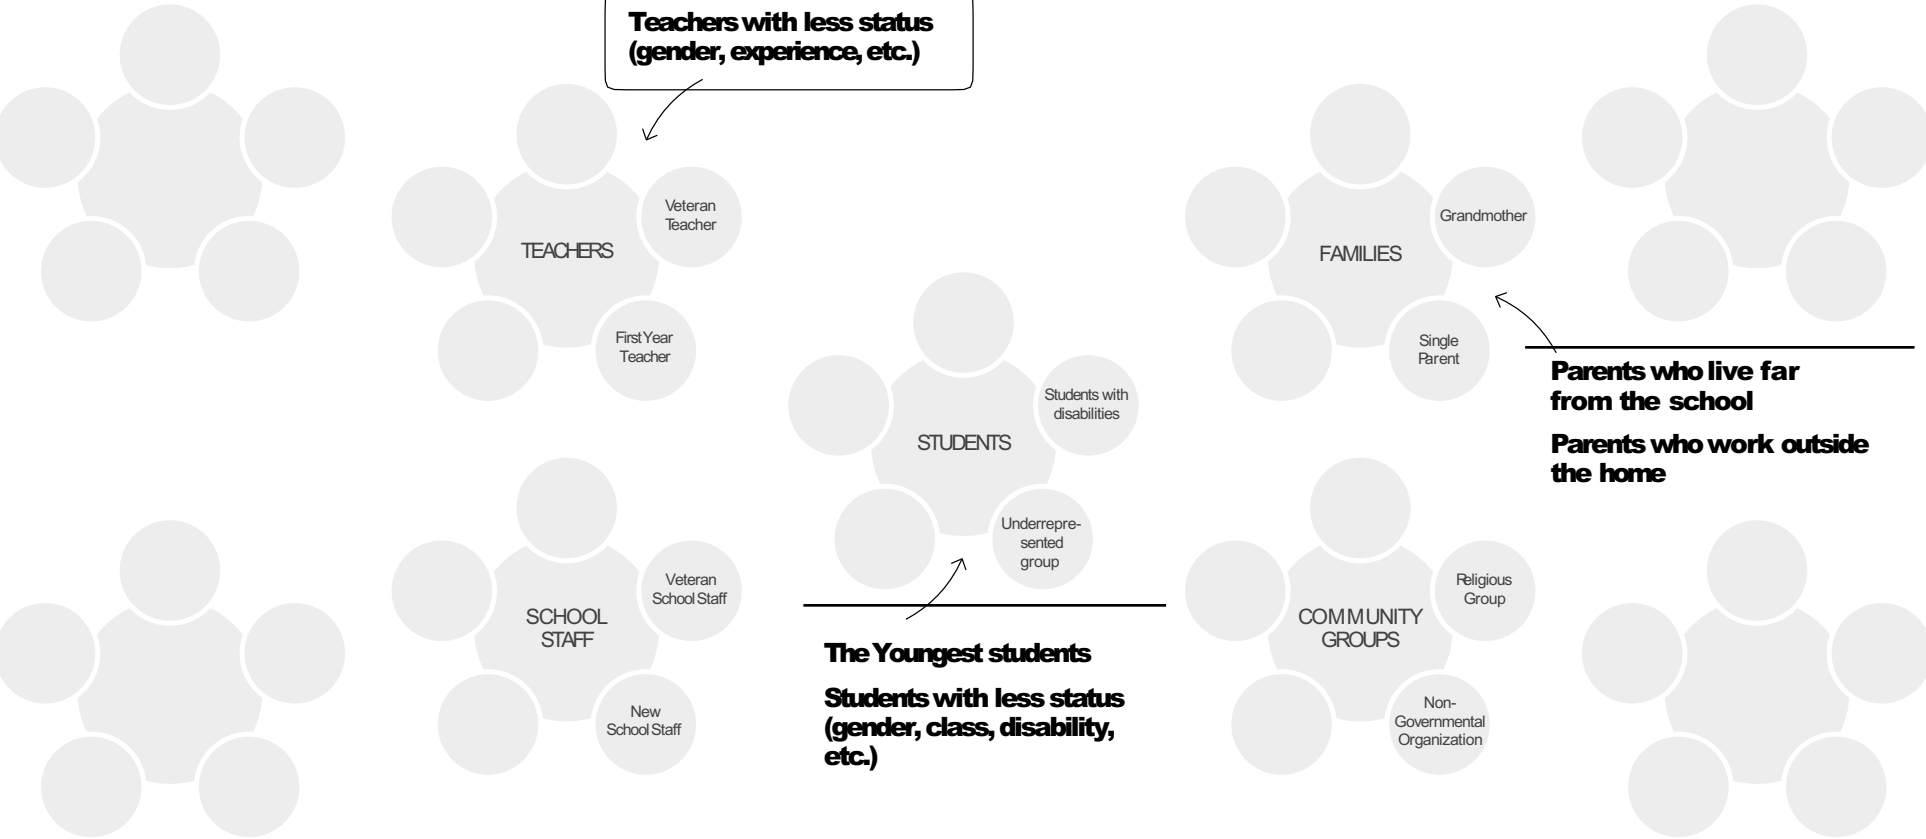 Teachers with less status
(gender, experience, etc.)
TEACHERS
Veteran
Teacher
First Year
Teacher
FAMILIES
Grandmother
Single
Parent
Parents who live far
from the school
Parents who work outside
the home
STUDENTS
Students with
disabilities
Underrepre-
sented
group
The Youngest students
Students with less status
(gender, class, disability,
etc.)
SCHOOL
STAFF
Veteran
School Staff
New
School Staff
COMMUNITY
GROUPS
Religious
Group
Non-
Governmental
Organization